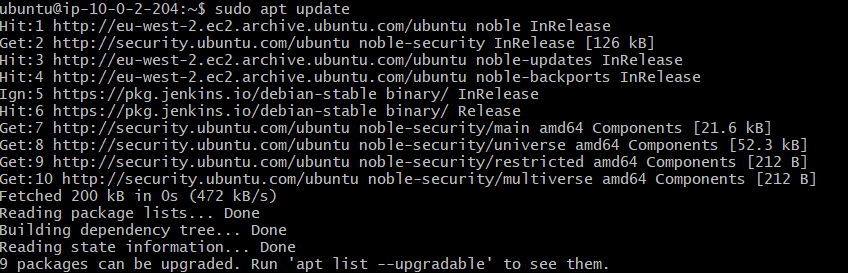 ubuntu@ip-10-0-2-204:~$ sudo apt update
Hit:1 http://eu-west-2.ec2.archive.ubuntu.com/ubuntu noble InRelease
Get:2 http://security.ubuntu.com/ubuntu noble-security InRelease [126 kB]
Hit:3 http://eu-west-2.ec2.archive.ubuntu.com/ubuntu noble-updates InRelease
Hit:4 http://eu-west-2.ec2.archive.ubuntu.com/ubuntu noble-backports InRelease
Ign:5 https://pkg.jenkins.io/debian-stable binary/ InRelease
Hit:6 https://pkg.jenkins.io/debian-stable binary/ Release
Get:7 http://security.ubuntu.com/ubuntu noble-security/main amd64 Components [21.6 kB]
Get:8 http://security.ubuntu.com/ubuntu noble-security/universe amd64 Components [52.3 kB]
Get:9 http://security.ubuntu.com/ubuntu noble-security/restricted amd64 Components [212 B]
Get:10 http://security.ubuntu.com/ubuntu noble-security/multiverse amd64 Components [212 B]
Fetched 200 kB in 0s (472 kB/s)
Reading package lists... Done
Building dependency tree... Done
Reading state information... Done
9 packages can be upgraded. Run 'apt list --upgradable' to see them.